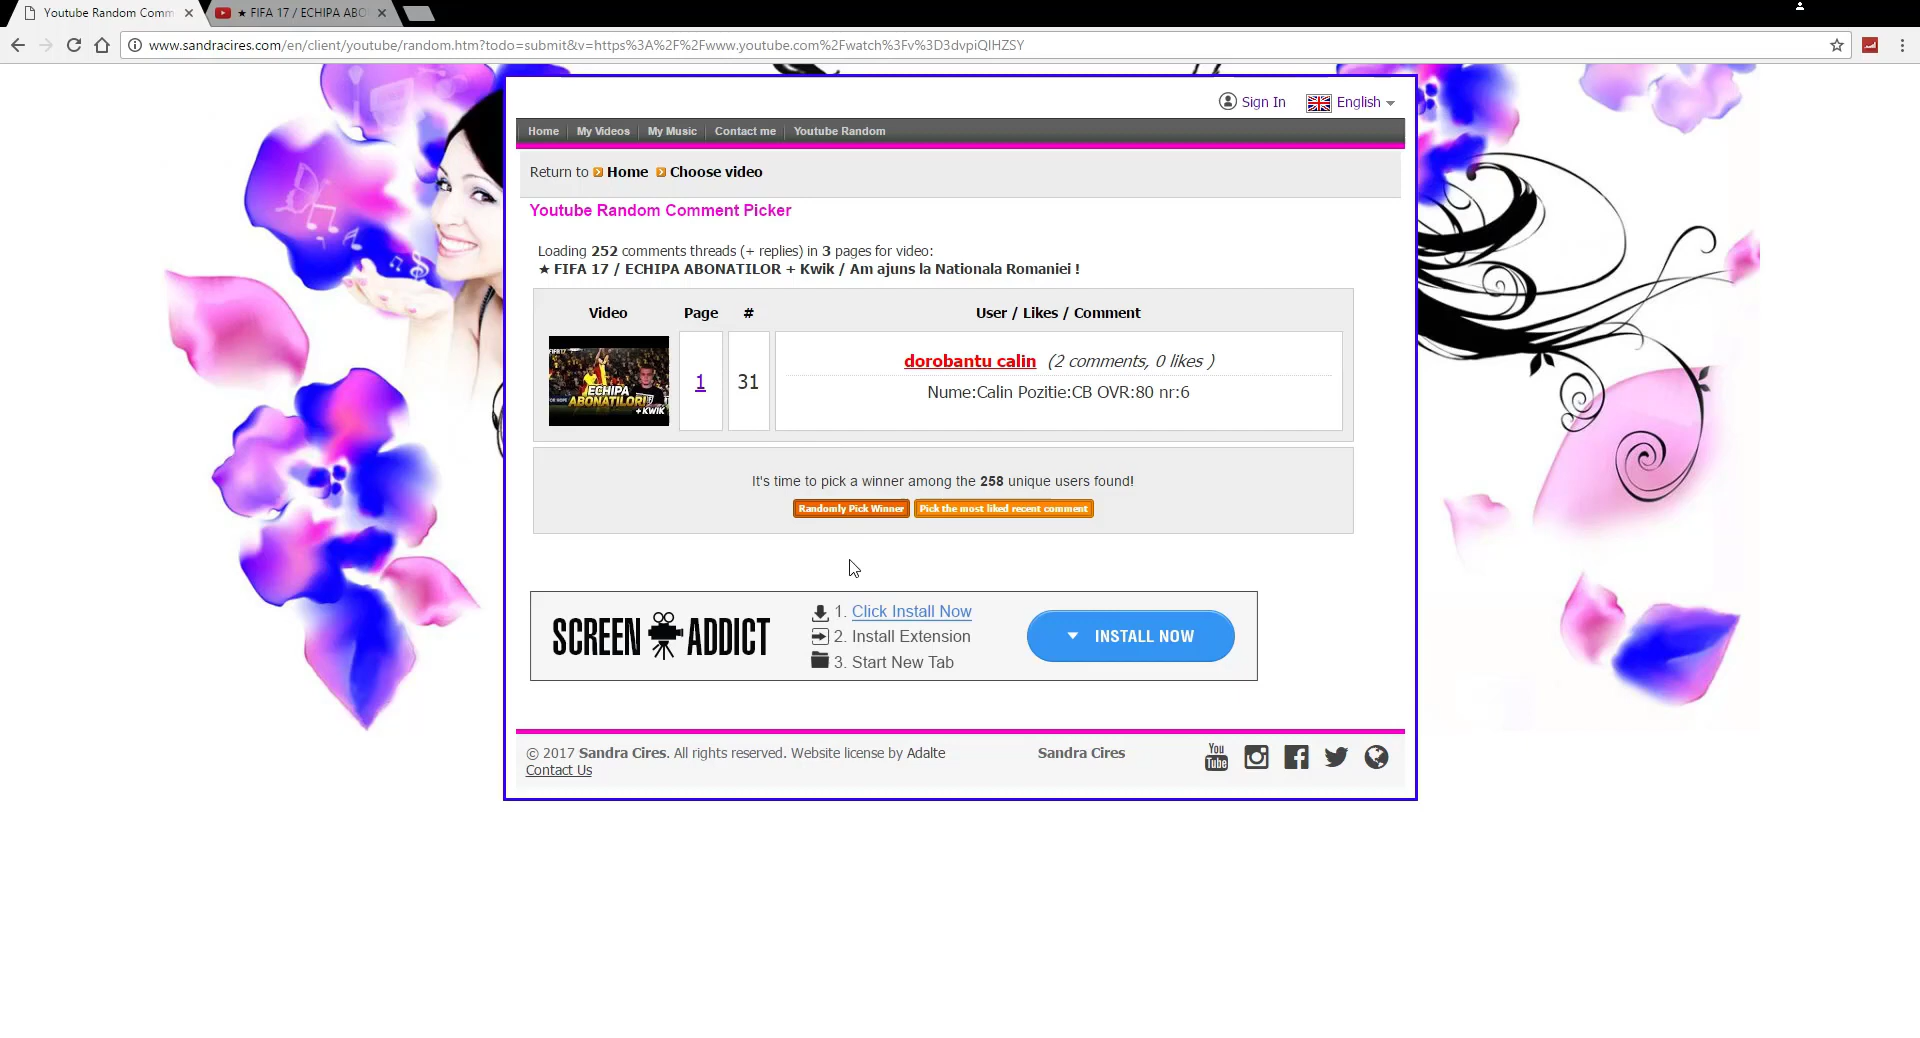 Youtube Random Comm
★ FIFA 17 / ECHIPA ABO
www.sandracires.com/en/client/youtube/random.htm?todo=submit&v=https%3A%2F%2Fwww.youtube.com%2Fwatch%3Fv%3D3dvpiQlHZSY
Sign In English
Home My Videos My Music Contact me Youtube Random
Return to Home Choose video
Youtube Random Comment Picker
Loading 252 comments threads (+ replies) in 3 pages for video:
★ FIFA 17 / ECHIPA ABONATILOR + Kwik / Am ajuns la Nationala Romaniei !
Video Page # User / Likes / Comment
ECHIPA
ABONATILOR!
+ KWIK
1 31
dorobantu calin (2 comments, 0 likes )
Nume:Calin Pozitie:CB OVR:80 nr:6
It's time to pick a winner among the 258 unique users found!
Randomly Pick Winner Pick the most liked recent comment
SCREEN ADDICT
1. Click Install Now
2. Install Extension
3. Start New Tab
INSTALL NOW
© 2017 Sandra Cires. All rights reserved. Website license by Adalte
Contact Us
Sandra Cires
You
Tube